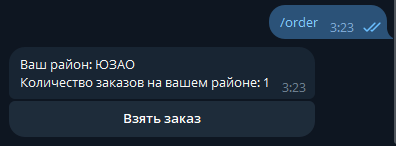 /order 3:23
Ваш район: ЮЗАО
Количество заказов на вашем районе: 1 3:23
Взять заказ